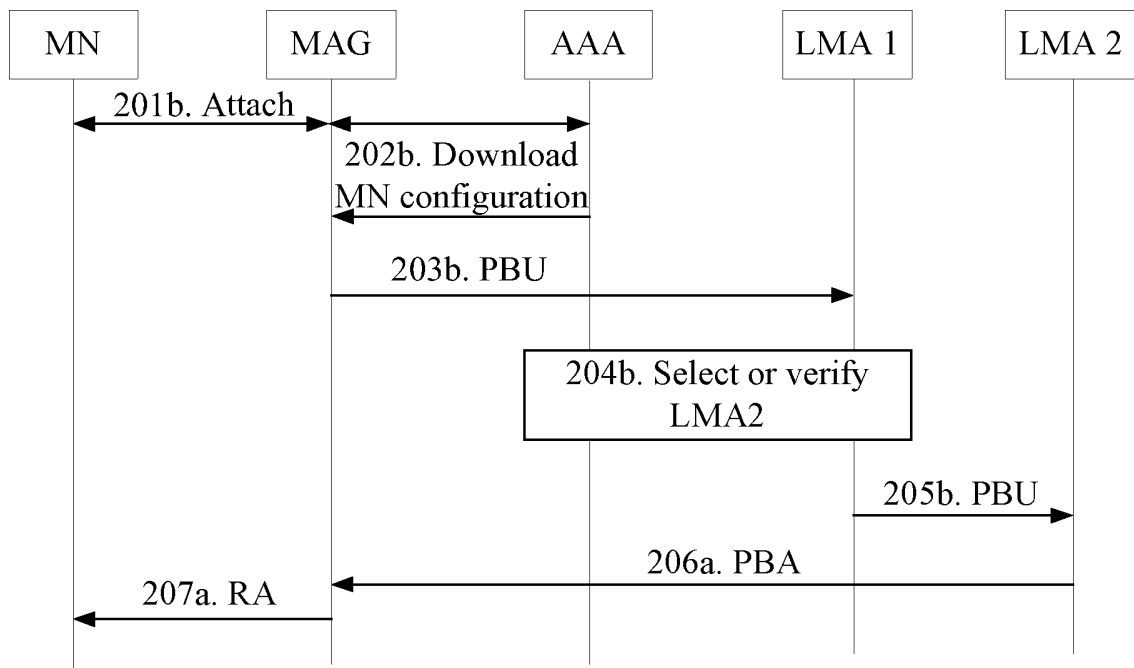 MN
MAG
AAA
LMA 1
LMA 2
201b. Attach
202b. Download
MN configuration
203b. PBU
204b. Select or verify
LMA2
205b. PBU
206a. PBA
207a. RA